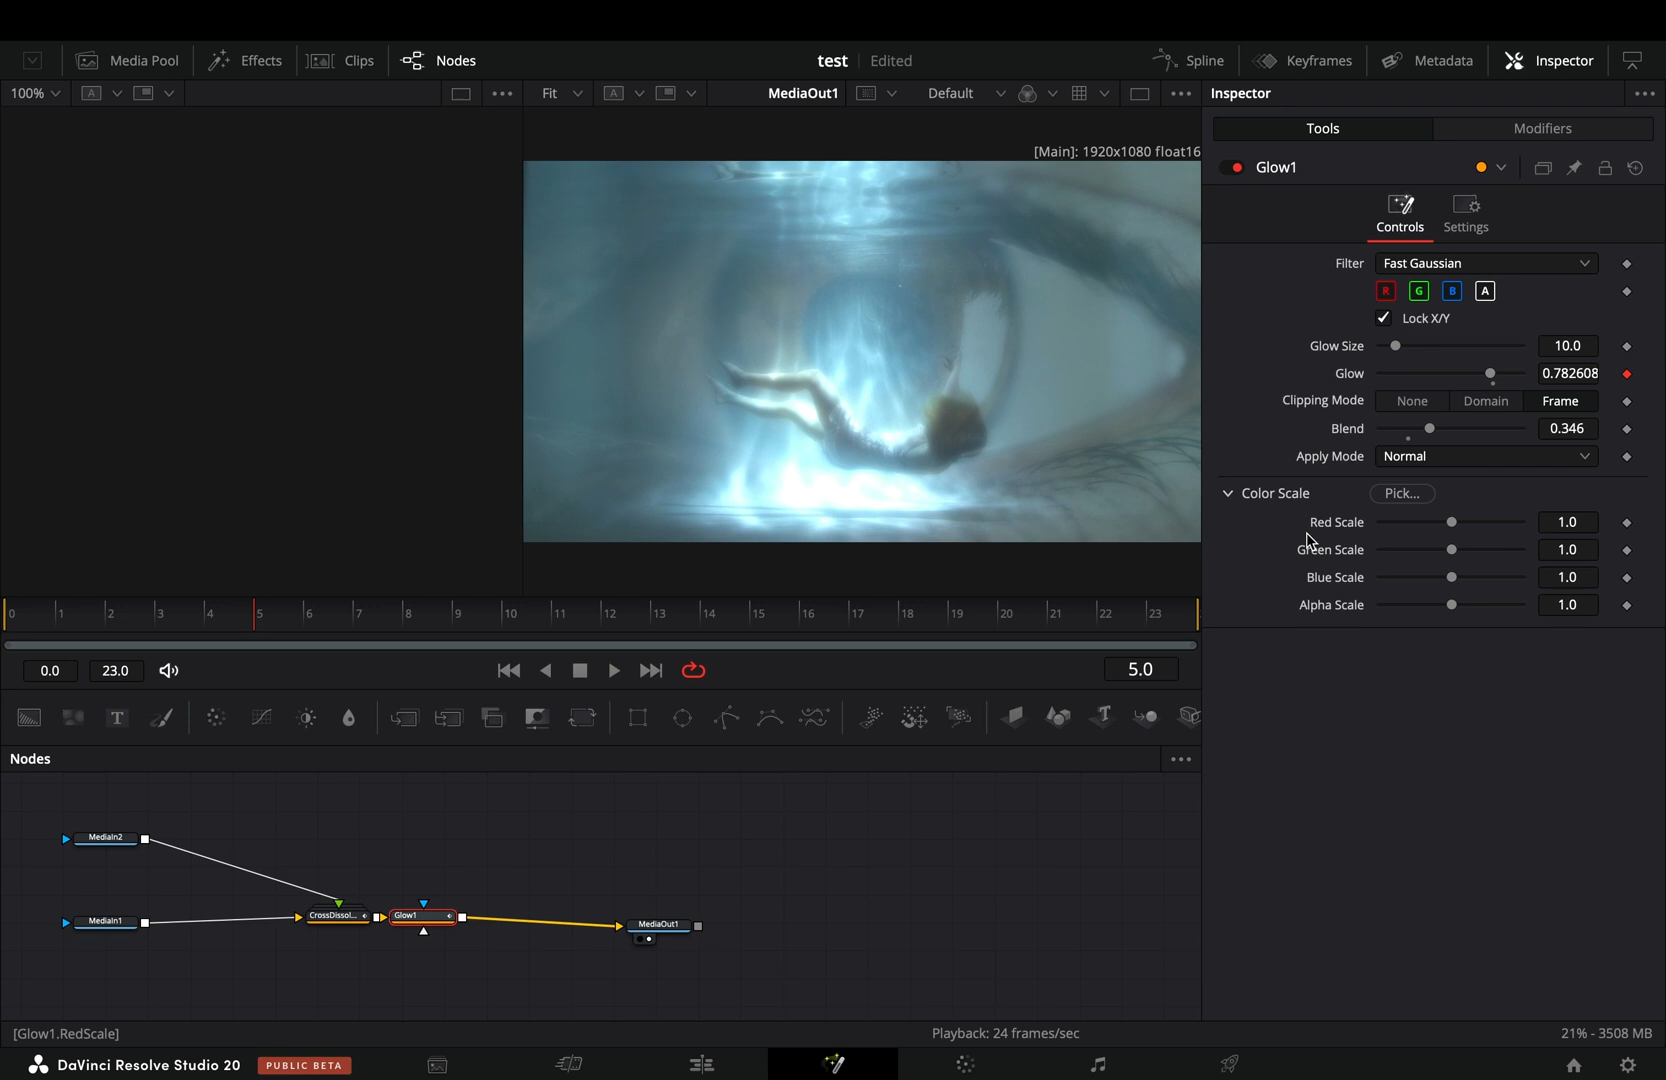 Media Pool Effects Clips Nodes test Edited Spline Keyframes Metadata Inspector
100% A Fit A MediaOut1 Default Inspector
Tools Modifiers
[Main]: 1920x1080 float16
Glow1
Controls Settings
Filter Fast Gaussian
R G B A
Lock X/Y
Glow Size 10.0
Glow 0.782608
Clipping Mode None Domain Frame
Blend 0.346
Apply Mode Normal
Color Scale Pick...
Red Scale 1.0
Green Scale 1.0
Blue Scale 1.0
Alpha Scale 1.0
0 1 2 3 4 5 6 7 8 9 10 11 12 13 14 15 16 17 18 19 20 21 22 23
0.0 23.0 5.0
T T
Nodes
MediaIn2
MediaIn1 CrossDissol... Glow1 MediaOut1
[Glow1.RedScale] Playback: 24 frames/sec 21% - 3508 MB
DaVinci Resolve Studio 20 PUBLIC BETA